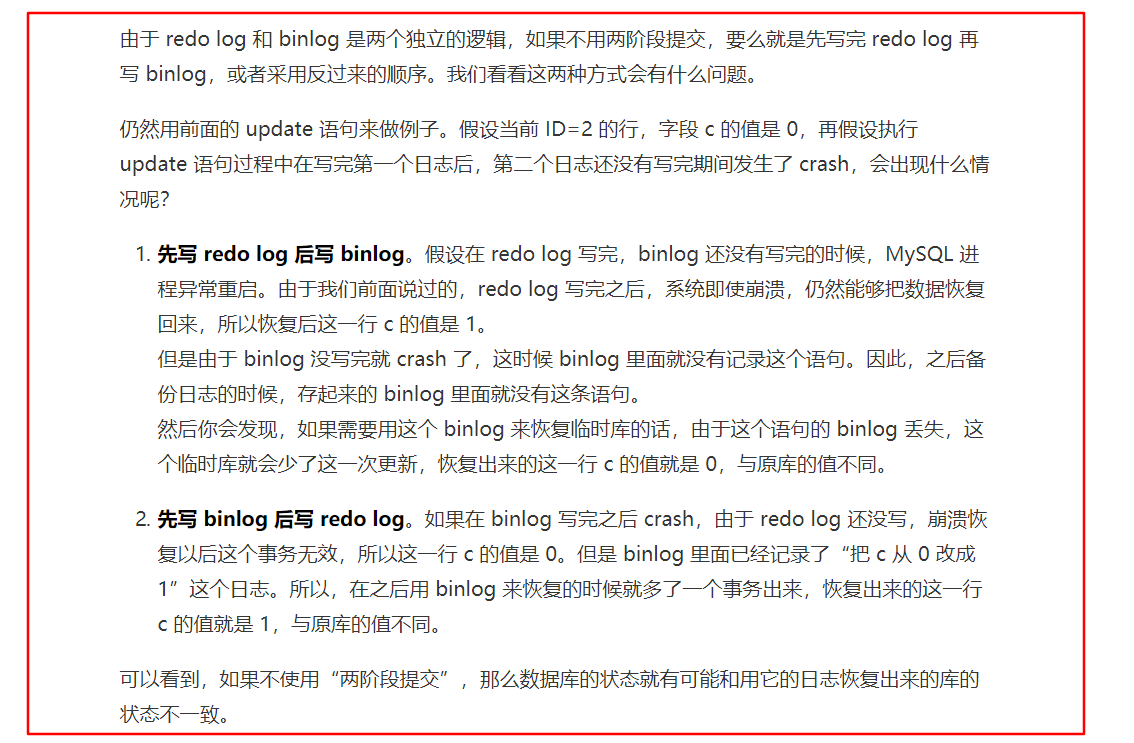 由于 redo log 和 binlog 是两个独立的逻辑，如果不用两阶段提交，要么就是先写完 redo log 再
写 binlog，或者采用反过来的顺序。我们看看这两种方式会有什么问题。
仍然用前面的 update 语句来做例子。假设当前 ID=2 的行，字段 c 的值是 0，再假设执行
update 语句过程中在写完第一个日志后，第二个日志还没有写完期间发生了 crash，会出现什么情
况呢？
1. 先写 redo log 后写 binlog。假设在 redo log 写完，binlog 还没有写完的时候，MySQL 进
程异常重启。由于我们前面说过的，redo log 写完之后，系统即使崩溃，仍然能够把数据恢复
回来，所以恢复后这一行 c 的值是 1。
但是由于 binlog 没写完就 crash 了，这时候 binlog 里面就没有记录这个语句。因此，之后备
份日志的时候，存起来的 binlog 里面就没有这条语句。
然后你会发现，如果需要用这个 binlog 来恢复临时库的话，由于这个语句的 binlog 丢失，这
个临时库就会少了这一次更新，恢复出来的这一行 c 的值就是 0，与原库的值不同。
2. 先写 binlog 后写 redo log。如果在 binlog 写完之后 crash，由于 redo log 还没写，崩溃恢
复以后这个事务无效，所以这一行 c 的值是 0。但是 binlog 里面已经记录了“把 c 从 0 改成
1”这个日志。所以，在之后用 binlog 来恢复的时候就多了一个事务出来，恢复出来的这一行
c 的值就是 1，与原库的值不同。
可以看到，如果不使用“两阶段提交”，那么数据库的状态就有可能和用它的日志恢复出来的库的
状态不一致。